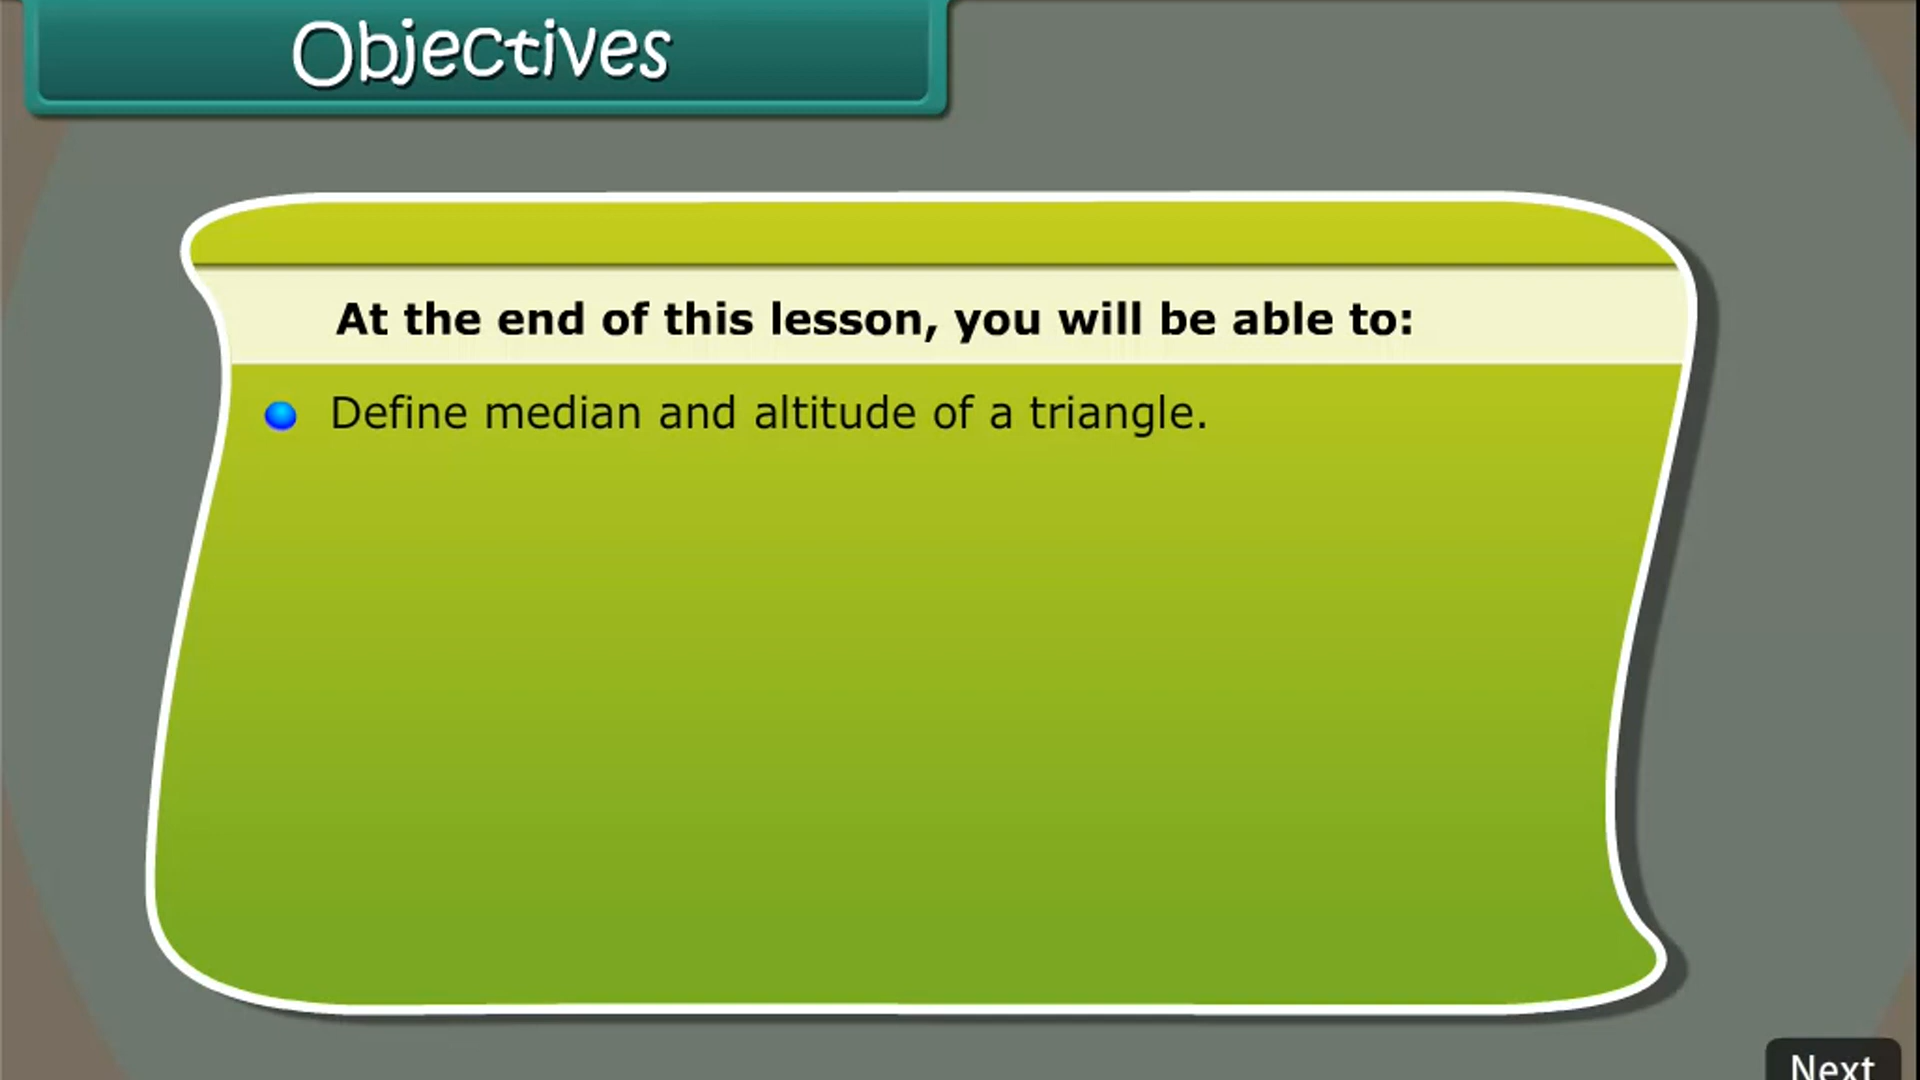 Objectives
At the end of this lesson, you will be able to:
Define median and altitude of a triangle.
Next